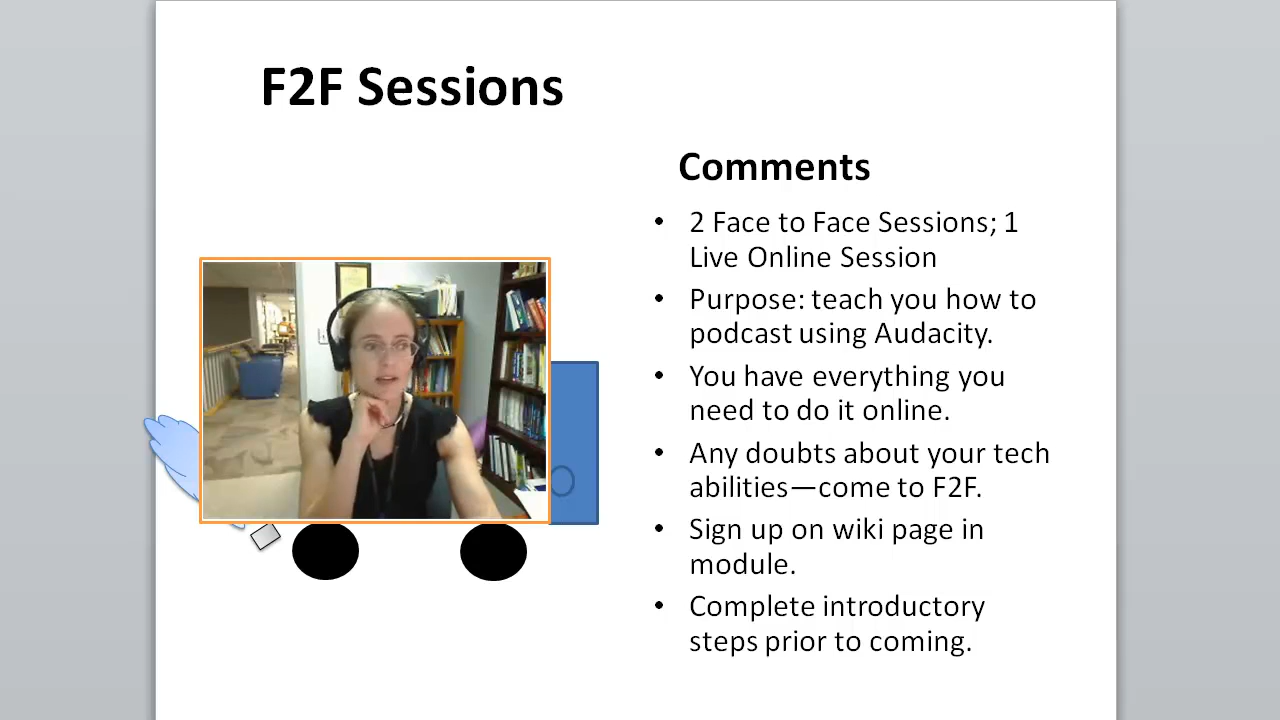 F2F Sessions
Comments
• 2 Face to Face Sessions; 1
Live Online Session
• Purpose: teach you how to
podcast using Audacity.
• You have everything you
need to do it online.
• Any doubts about your tech
abilities—come to F2F.
• Sign up on wiki page in
module.
• Complete introductory
steps prior to coming.